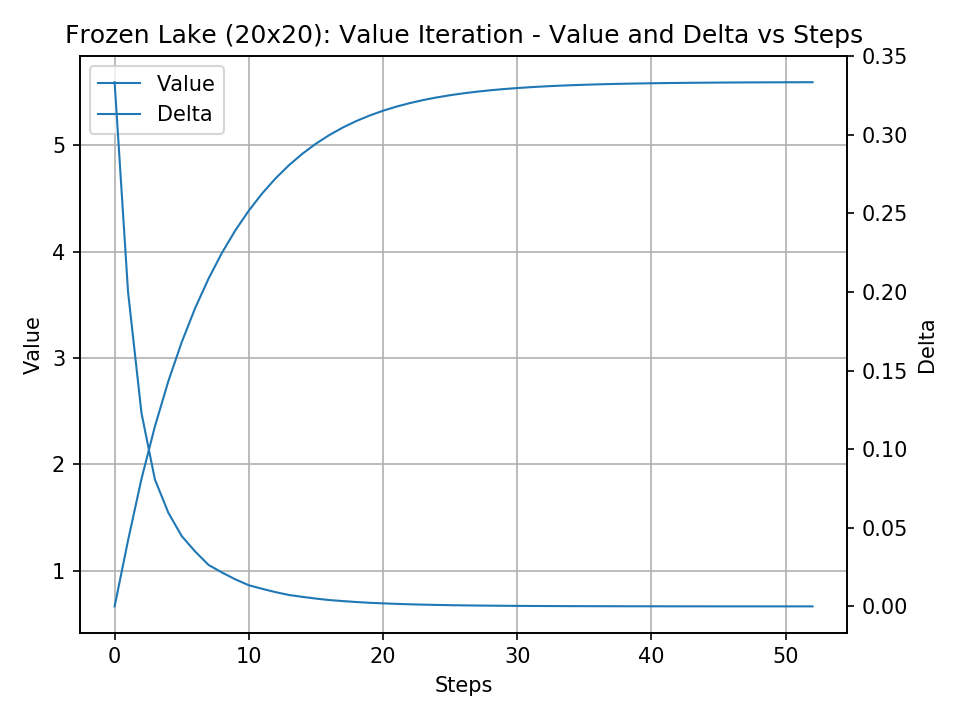 Frozen Lake (20x20): Value Iteration - Value and Delta vs Steps
Value
Delta
5
4
3
2
1
Value
0.35
0.30
0.25
0.20
0.15
0.10
0.05
0.00
Delta
0 10 20 30 40 50
Steps